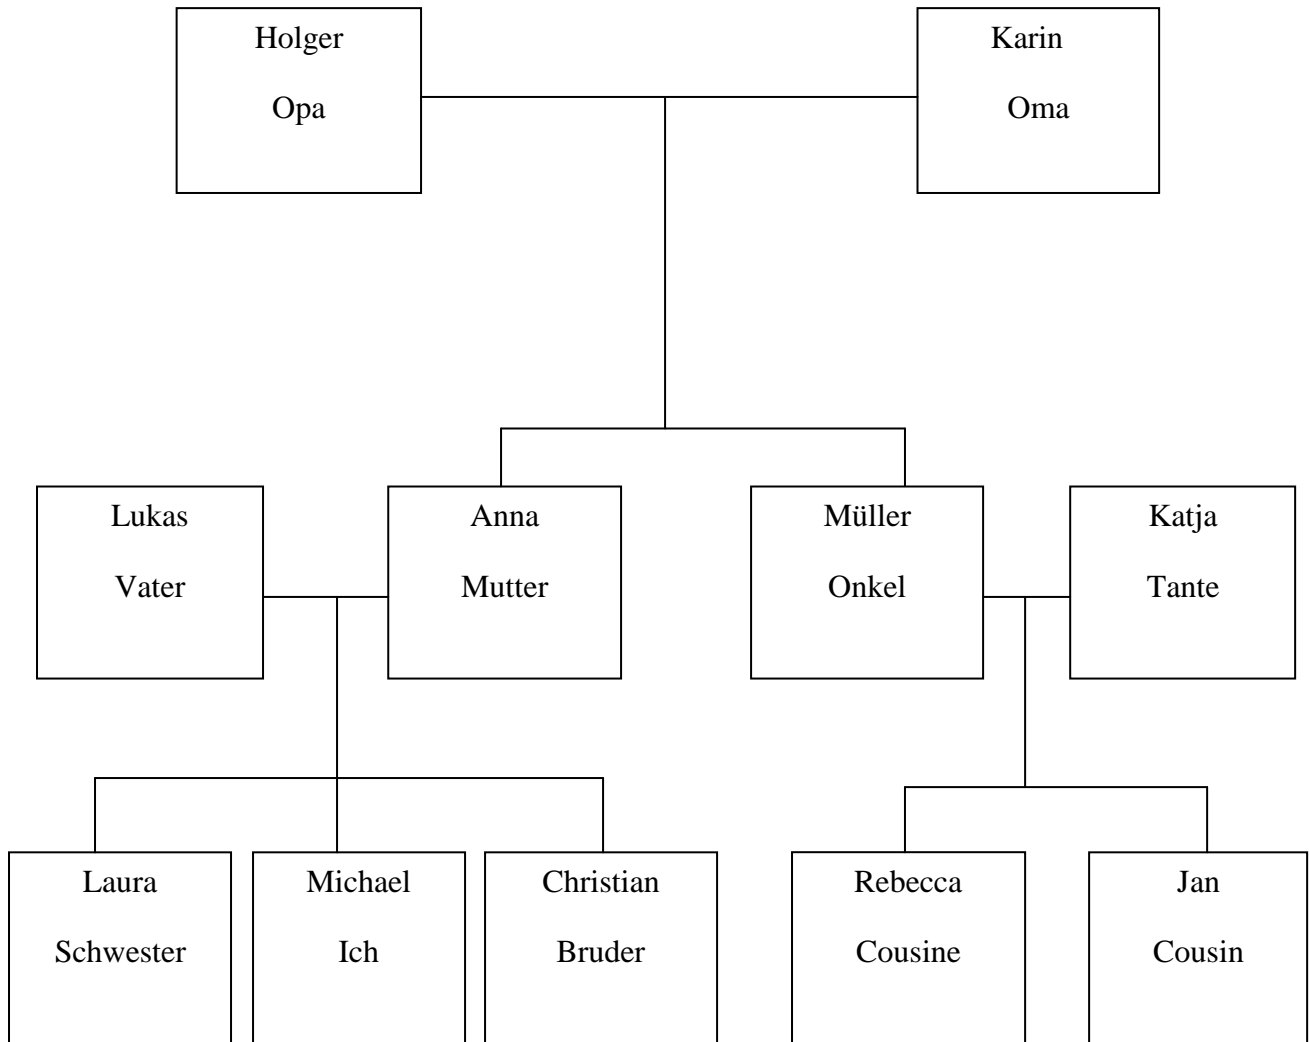 Holger
Opa
Karin
Oma
Lukas
Vater
Anna
Mutter
Müller
Onkel
Katja
Tante
Laura
Schwester
Michael
Ich
Christian
Bruder
Rebecca
Cousine
Jan
Cousin